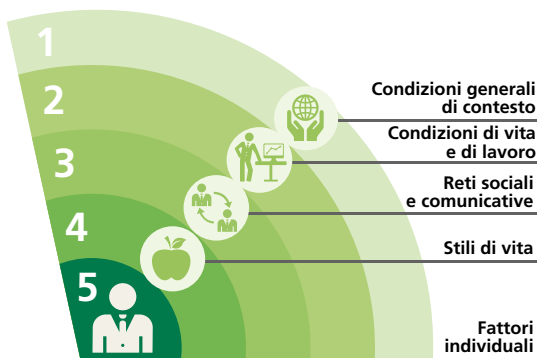 1
2
3
4
5
Condizioni generali
di contesto
Condizioni di vita
e di lavoro
Reti sociali
e comunicative
Stili di vita
Fattori
individuali